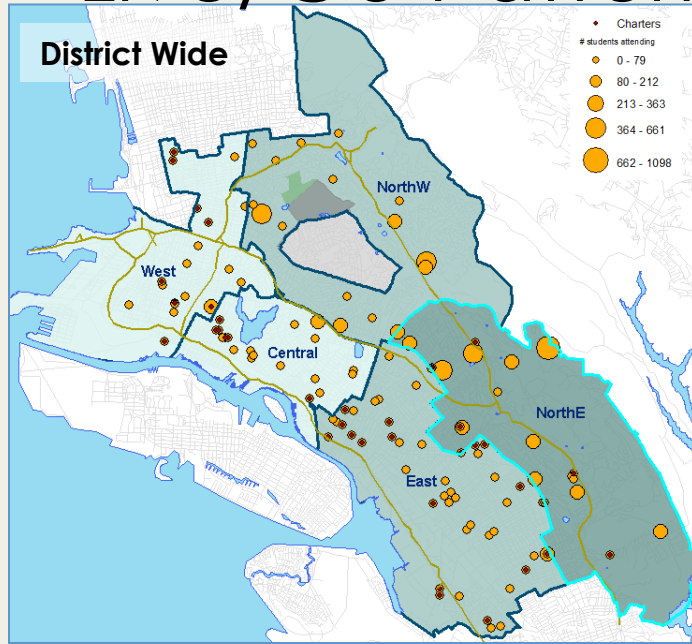 District Wide
Charters
# students attending
0 - 79
80 - 212
213 - 363
364 - 661
662 - 1098
NorthW
West
Central
NorthE
East